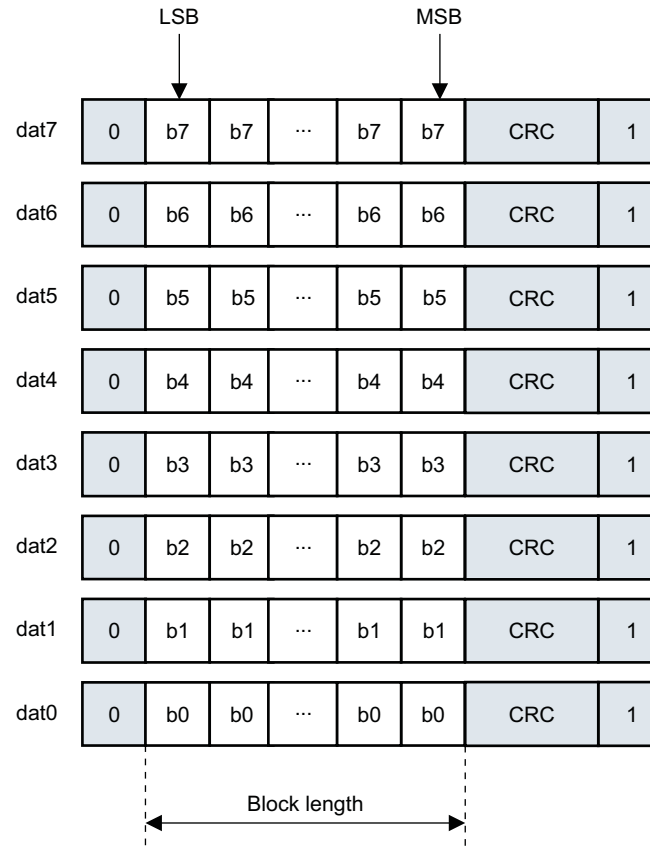 LSB MSB
dat7 0 b7 b7 ... b7 b7 CRC 1
dat6 0 b6 b6 ... b6 b6 CRC 1
dat5 0 b5 b5 ... b5 b5 CRC 1
dat4 0 b4 b4 ... b4 b4 CRC 1
dat3 0 b3 b3 ... b3 b3 CRC 1
dat2 0 b2 b2 ... b2 b2 CRC 1
dat1 0 b1 b1 ... b1 b1 CRC 1
dat0 0 b0 b0 ... b0 b0 CRC 1
Block length